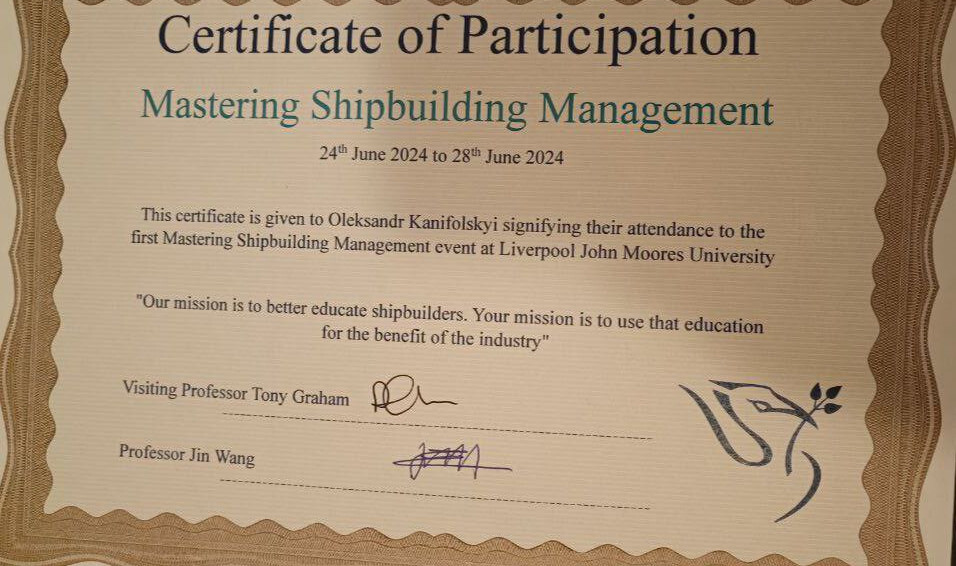 Certificate of Participation
Mastering Shipbuilding Management
24th June 2024 to 28th June 2024
This certificate is given to Oleksandr Kanifolskyi signifying their attendance to the
first Mastering Shipbuilding Management event at Liverpool John Moores University
"Our mission is to better educate shipbuilders. Your mission is to use that education
for the benefit of the industry"
Visiting Professor Tony Graham
Professor Jin Wang